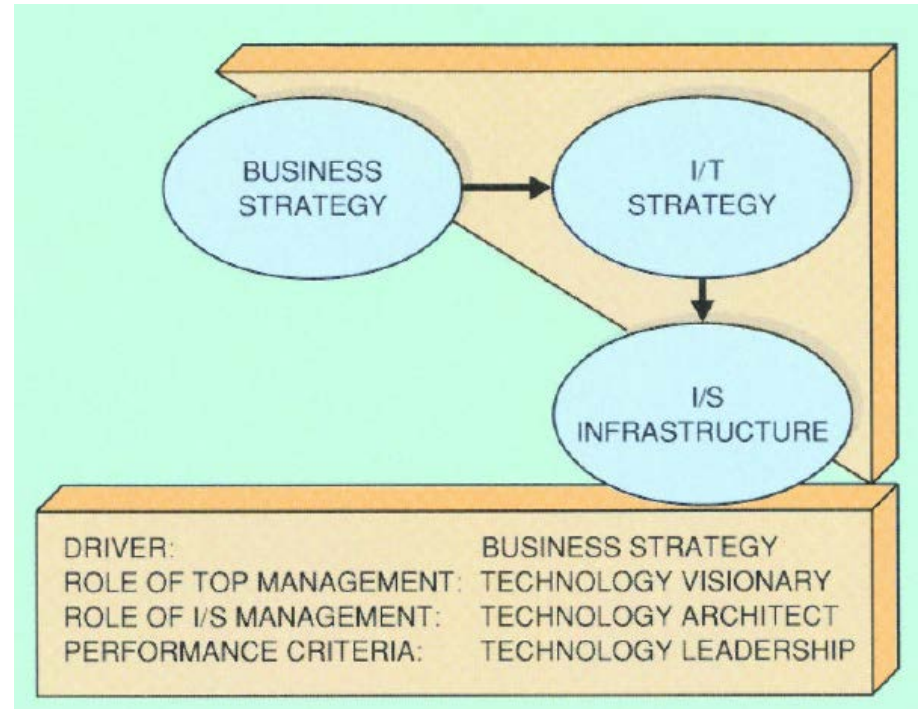 BUSINESS
STRATEGY
I/T
STRATEGY
I/S
INFRASTRUCTURE
DRIVER: BUSINESS STRATEGY
ROLE OF TOP MANAGEMENT: TECHNOLOGY VISIONARY
ROLE OF I/S MANAGEMENT: TECHNOLOGY ARCHITECT
PERFORMANCE CRITERIA: TECHNOLOGY LEADERSHIP